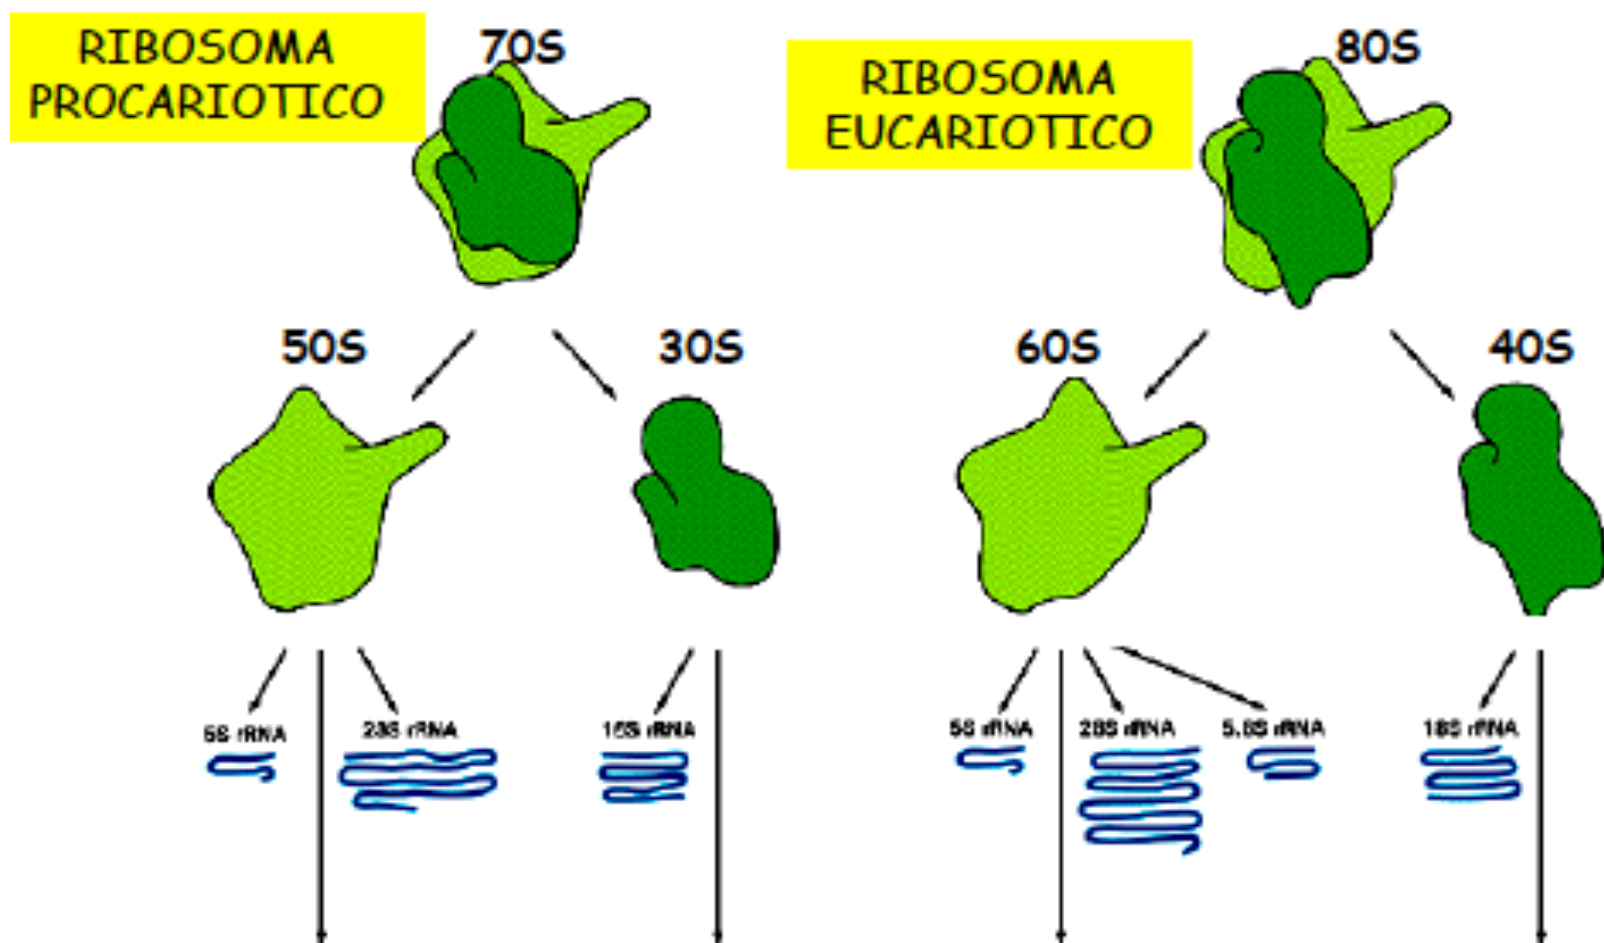 RIBOSOMA
PROCARIOTICO
70S
RIBOSOMA
EUCARIOTICO
80S
50S
30S
60S
40S
5S rRNA
23S rRNA
16S rRNA
5S rRNA
28S rRNA
5.8S rRNA
18S rRNA